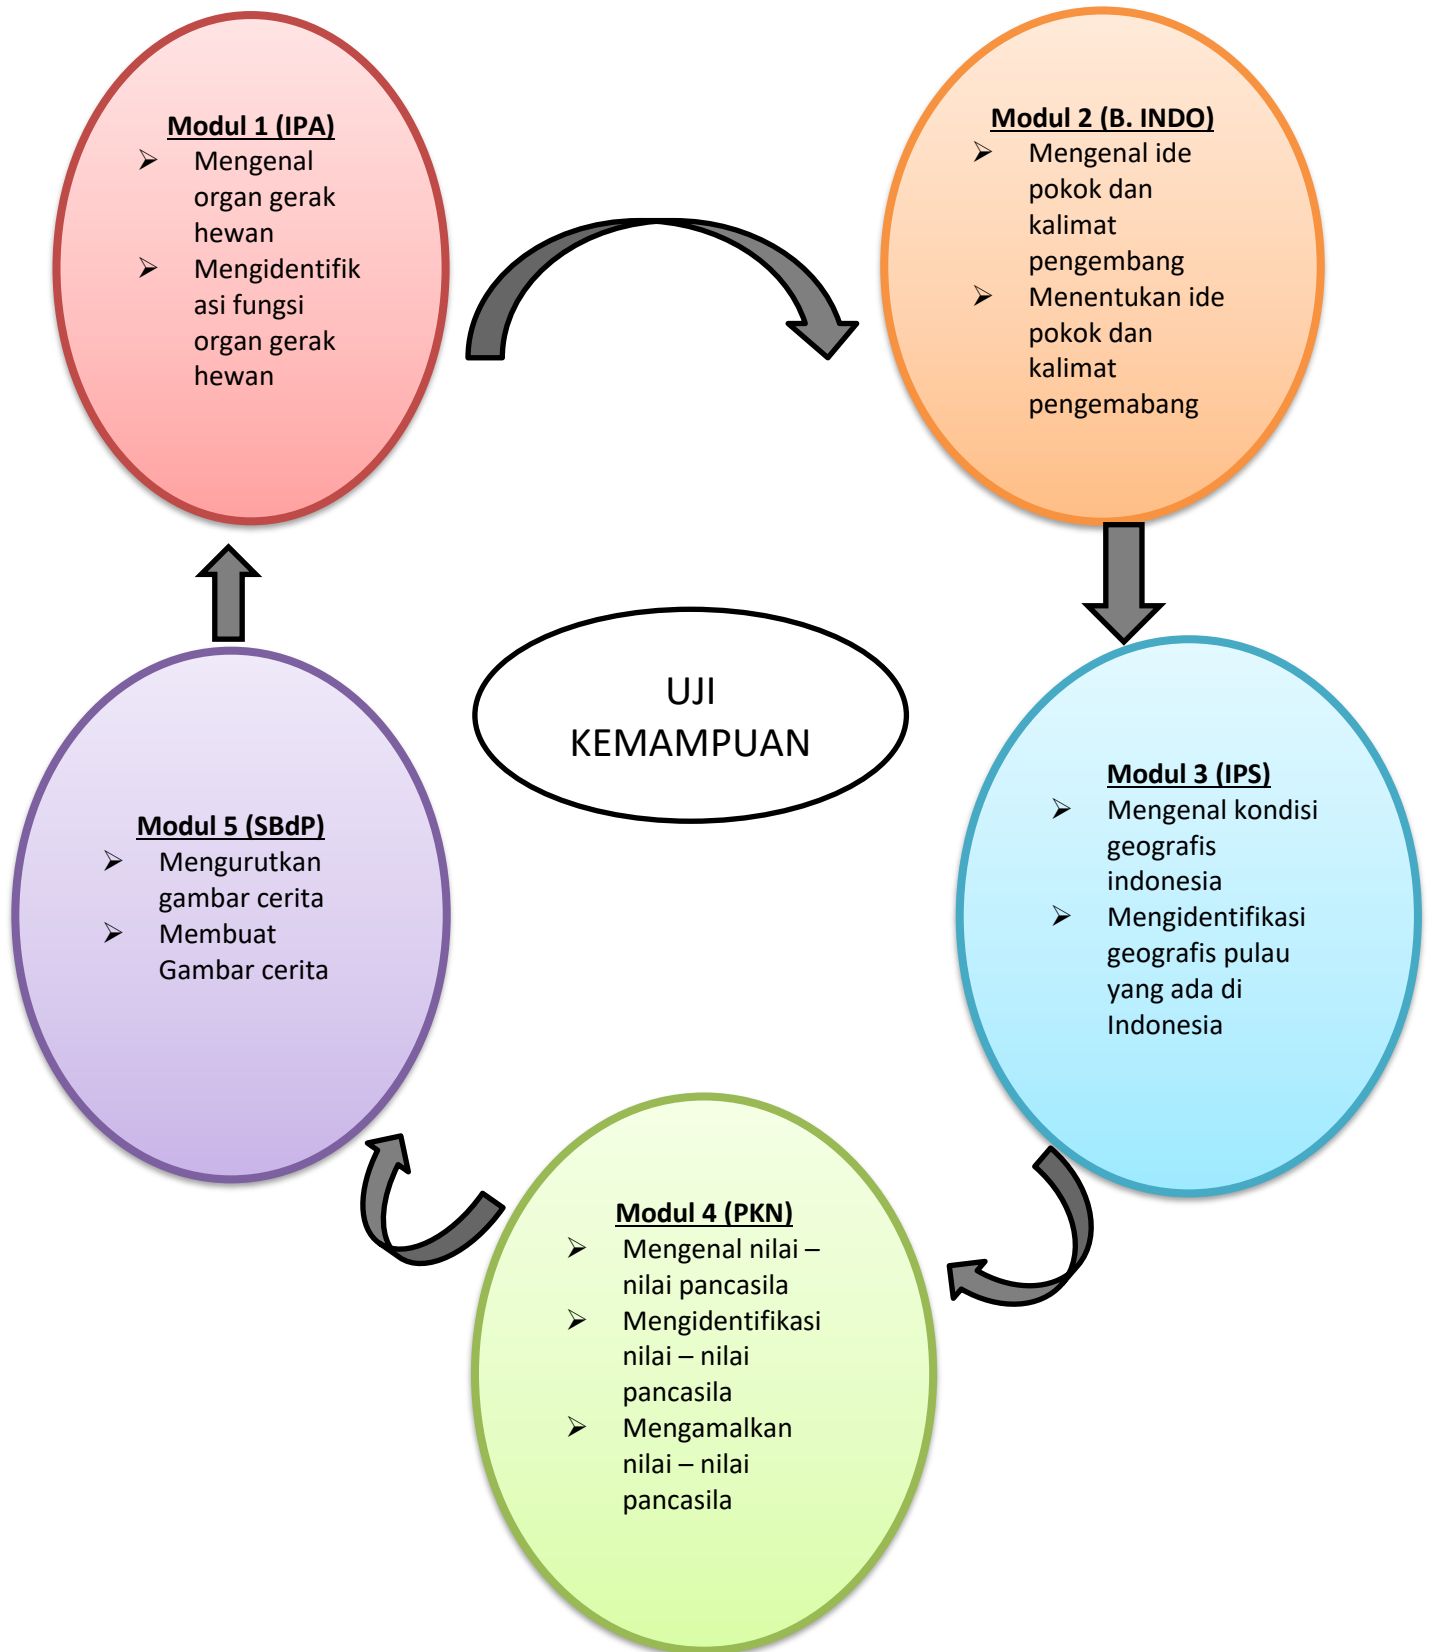 Modul 1 (IPA)
➢ Mengenal
organ gerak
hewan
➢ Mengidentifik
asi fungsi
organ gerak
hewan
Modul 2 (B. INDO)
➢ Mengenal ide
pokok dan
kalimat
pengembang
➢ Menentukan ide
pokok dan
kalimat
pengemabang
UJI
KEMAMPUAN
Modul 3 (IPS)
➢ Mengenal kondisi
geografis
indonesia
➢ Mengidentifikasi
geografis pulau
yang ada di
Indonesia
Modul 5 (SBdP)
➢ Mengurutkan
gambar cerita
➢ Membuat
Gambar cerita
Modul 4 (PKN)
➢ Mengenal nilai –
nilai pancasila
➢ Mengidentifikasi
nilai – nilai
pancasila
➢ Mengamalkan
nilai – nilai
pancasila